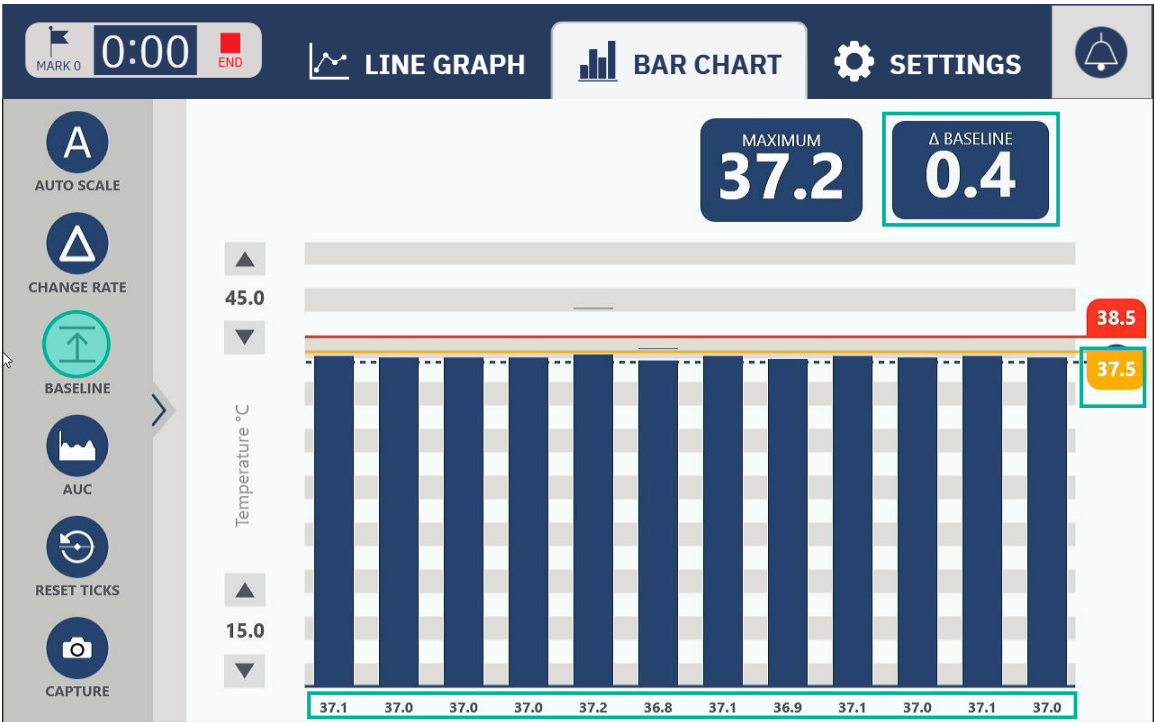 MARK 0
0:00
END
LINE GRAPH
BAR CHART
SETTINGS
A
AUTO SCALE
CHANGE RATE
BASELINE
AUC
RESET TICKS
CAPTURE
MAXIMUM
37.2
Δ BASELINE
0.4
45.0
Temperature °C
15.0
38.5
37.5
37.1 37.0 37.0 37.0 37.2 36.8 37.1 36.9 37.1 37.0 37.1 37.0